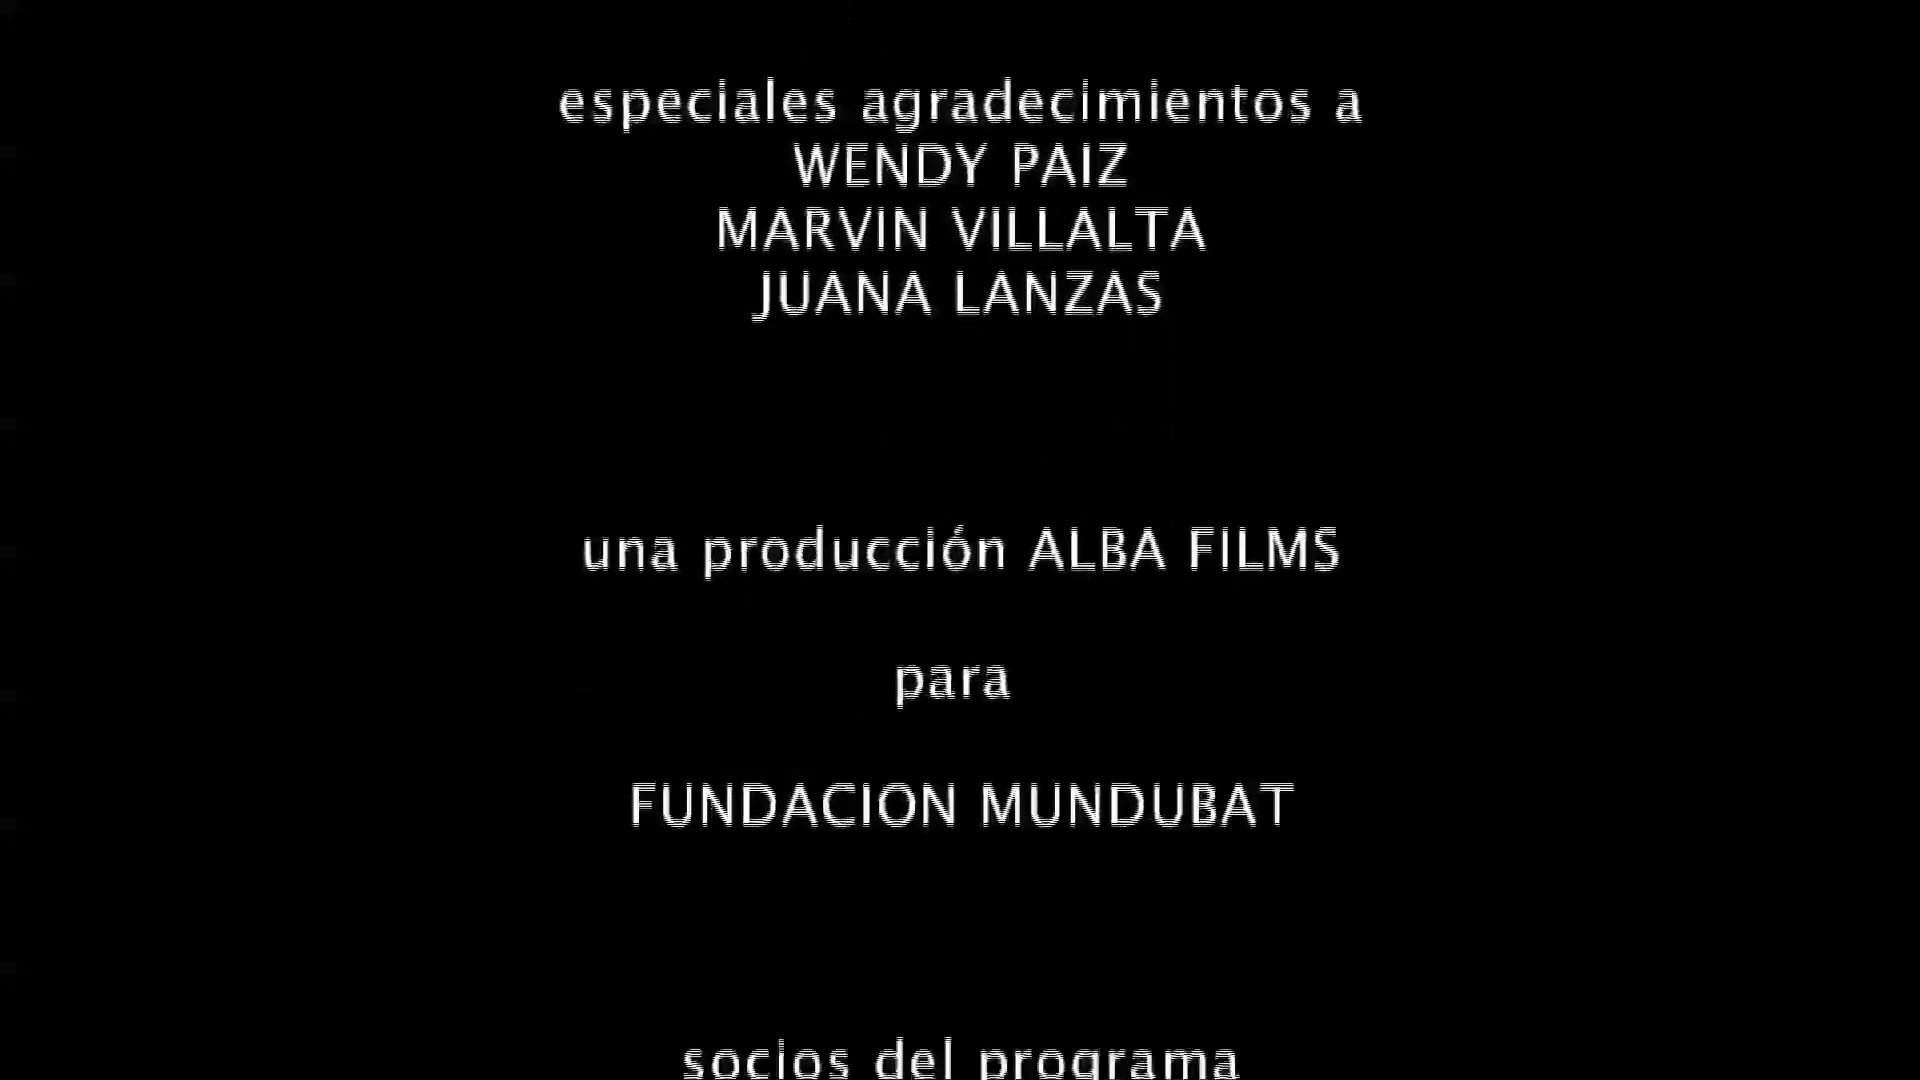 especiales agradecimientos a
WENDY PAIZ
MARVIN VILLALTA
JUANA LANZAS
una producción ALBA FILMS
para
FUNDACION MUNDUBAT
socios del programa